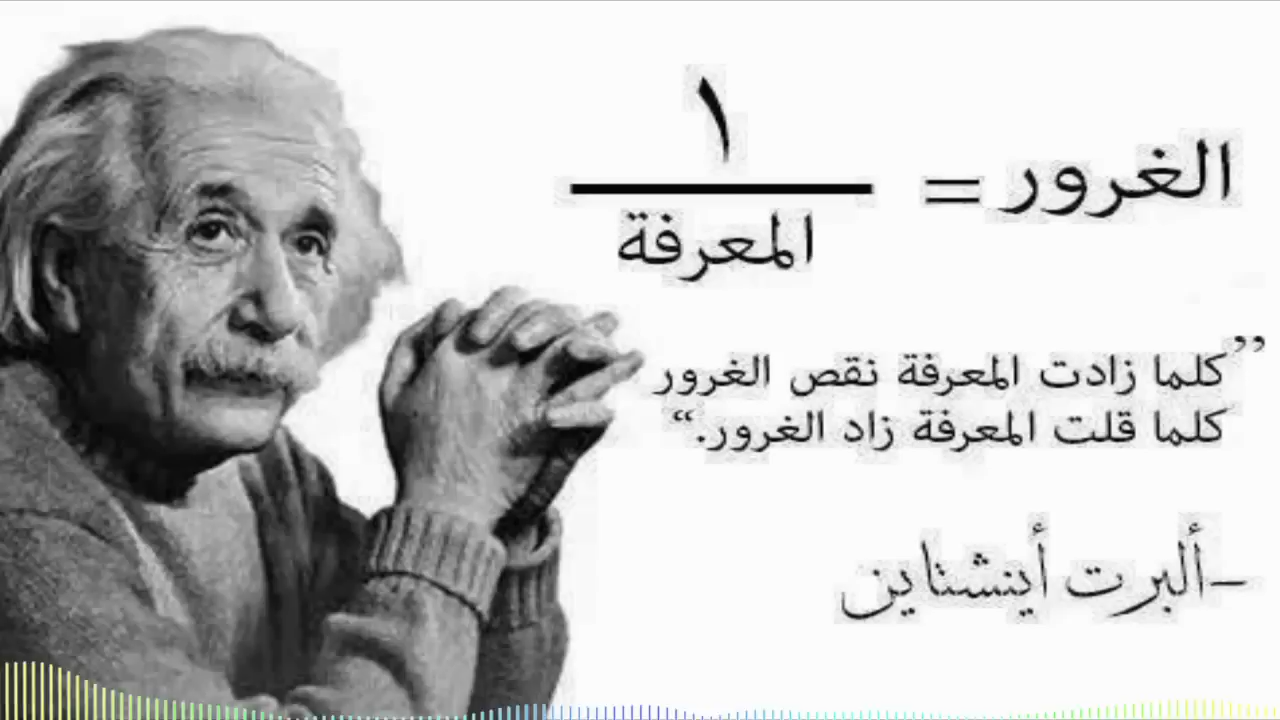 ١
الغرور =
المعرفة
”كلما زادت المعرفة نقص الغرور
كلما قلت المعرفة زاد الغرور.“
–ألبرت أينشتاين